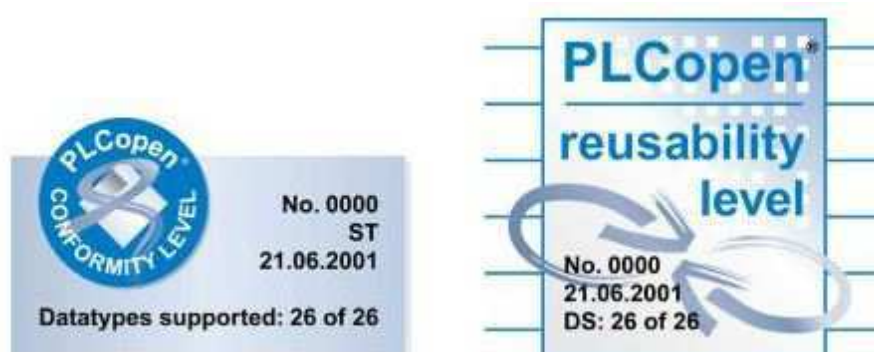 PLCopen®
CONFORMITY LEVEL
No. 0000
ST
21.06.2001
Datatypes supported: 26 of 26
PLCopen®
reusability
level
No. 0000
21.06.2001
DS: 26 of 26